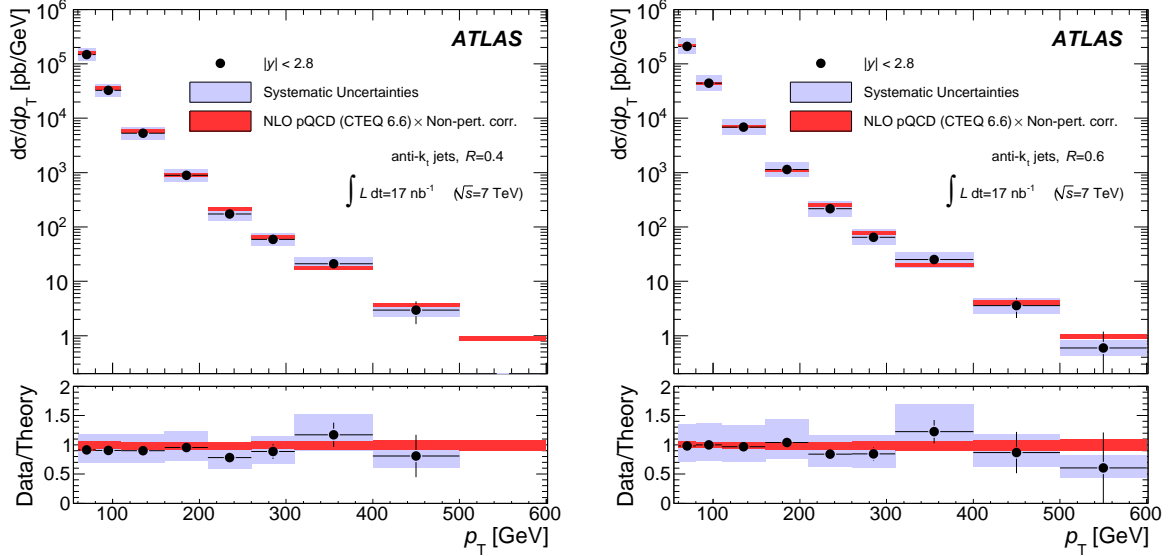 dσ/dp_T [pb/GeV]
10^6
10^5
10^4
10^3
10^2
10
1
ATLAS
|y| < 2.8
Systematic Uncertainties
NLO pQCD (CTEQ 6.6) × Non-pert. corr.
anti-k_t jets, R=0.4
∫ L dt=17 nb^-1 (√s=7 TeV)
Data/Theory
2
1.5
1
0.5
0
100 200 300 400 500 600
p_T [GeV]
dσ/dp_T [pb/GeV]
10^6
10^5
10^4
10^3
10^2
10
1
ATLAS
|y| < 2.8
Systematic Uncertainties
NLO pQCD (CTEQ 6.6) × Non-pert. corr.
anti-k_t jets, R=0.6
∫ L dt=17 nb^-1 (√s=7 TeV)
Data/Theory
2
1.5
1
0.5
0
100 200 300 400 500 600
p_T [GeV]